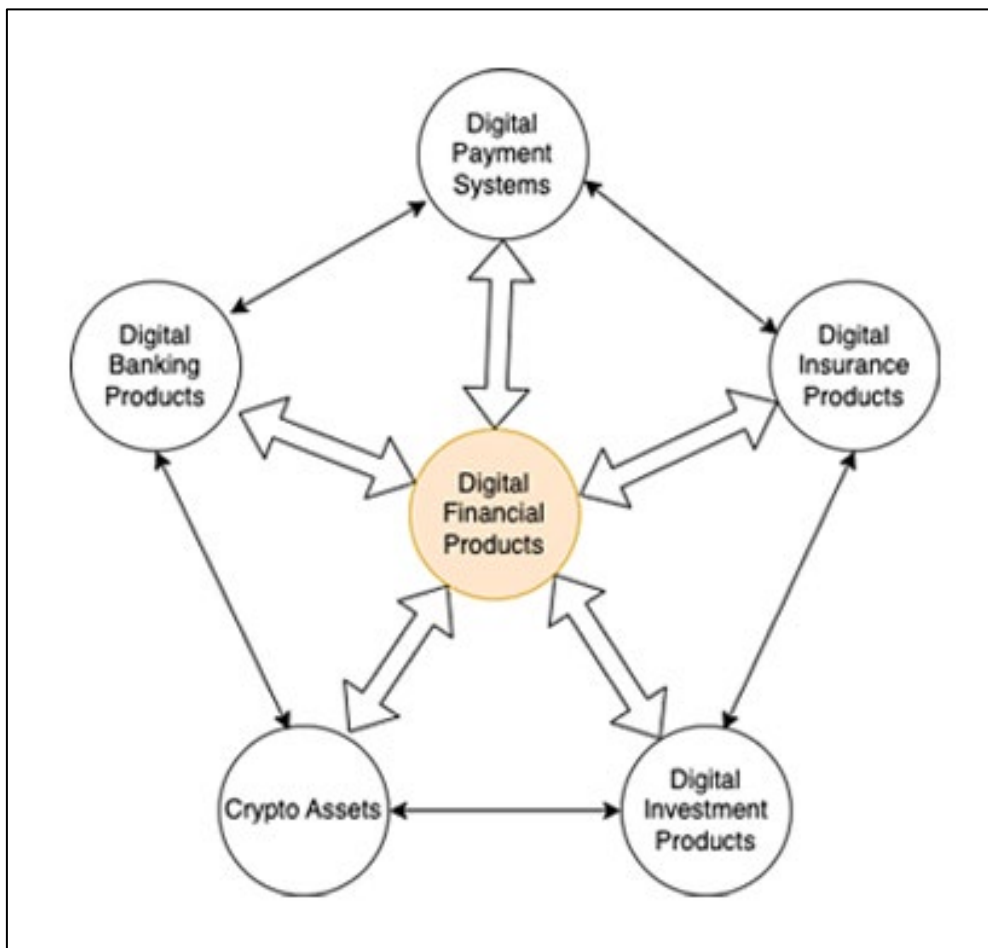 Digital
Payment
Systems
Digital
Banking
Products
Digital
Insurance
Products
Digital
Financial
Products
Crypto Assets
Digital
Investment
Products